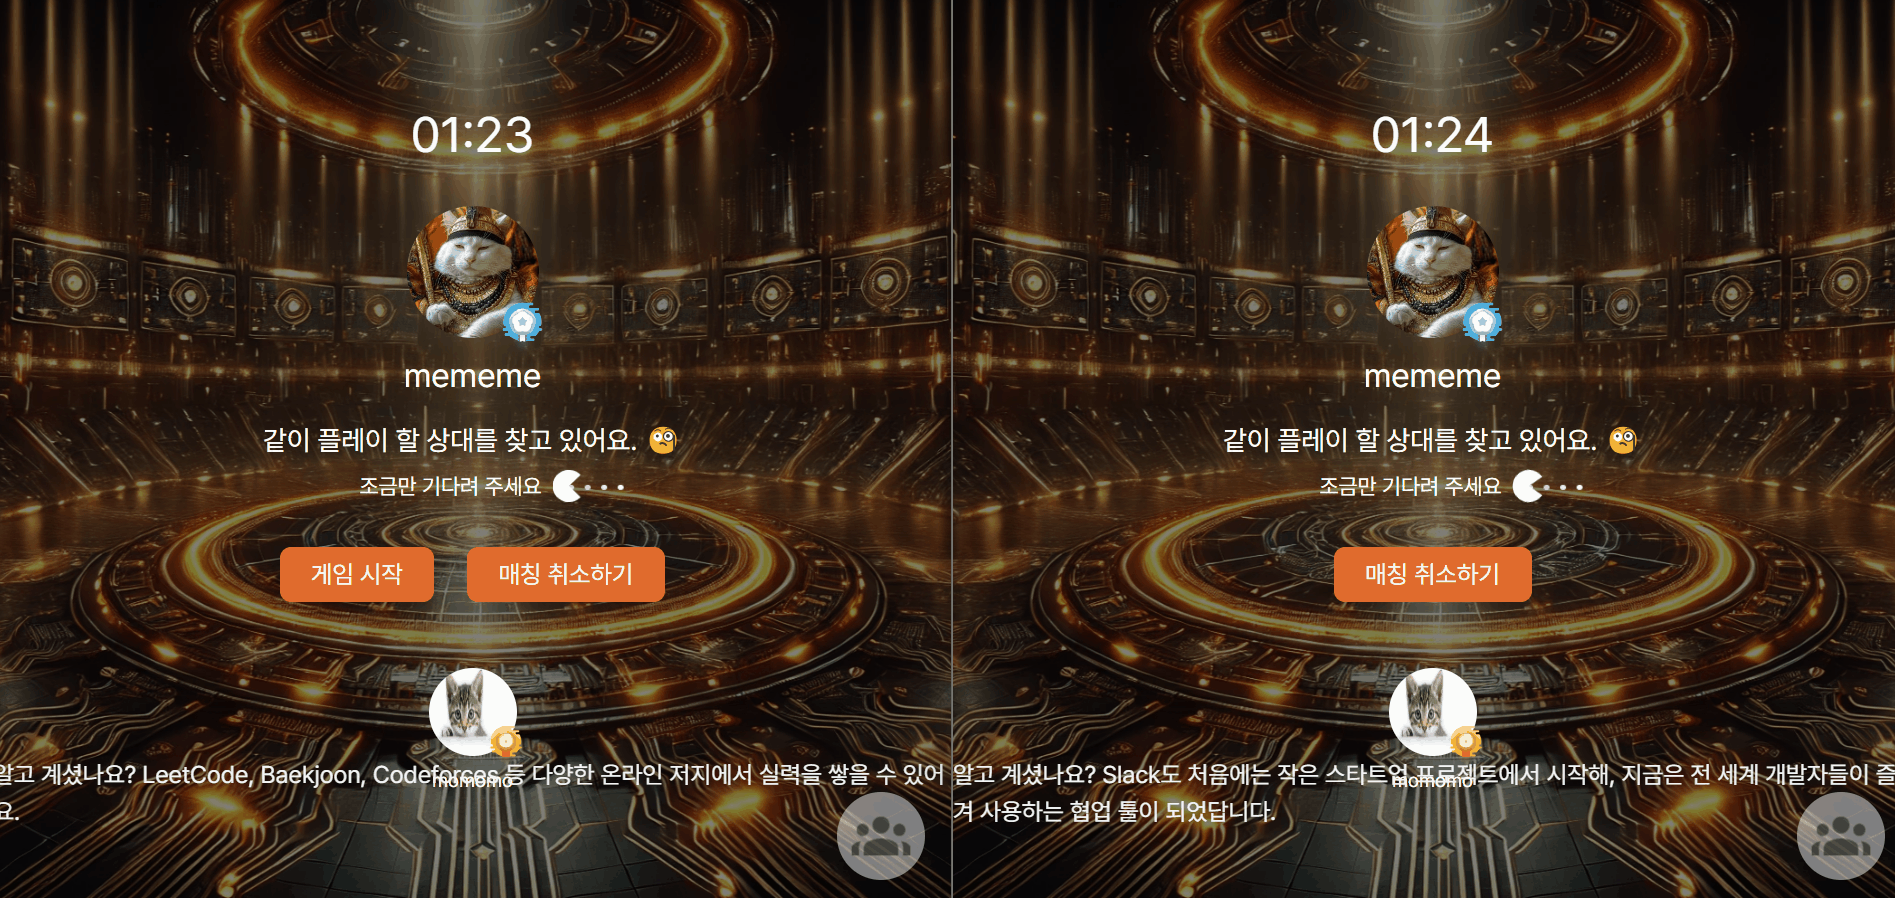 01:23
mememe
같이 플레이 할 상대를 찾고 있어요. 🧐
조금만 기다려 주세요
게임 시작
매칭 취소하기
momomo
알고 계셨나요? LeetCode, Baekjoon, Codeforces 등 다양한 온라인 저지에서 실력을 쌓을 수 있어
요.
01:24
mememe
같이 플레이 할 상대를 찾고 있어요. 🧐
조금만 기다려 주세요
매칭 취소하기
momomo
알고 계셨나요? Slack도 처음에는 작은 스타트업 프로젝트에서 시작해, 지금은 전 세계 개발자들이 즐
겨 사용하는 협업 툴이 되었답니다.